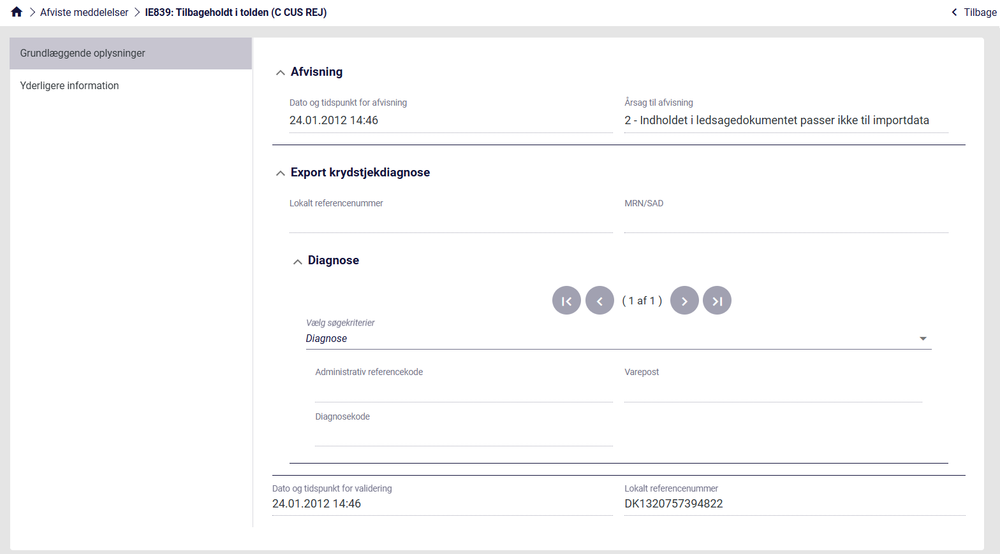 Afviste meddelelser IE839: Tilbageholdt i tolden (C CUS REJ) Tilbage
Grundlæggende oplysninger
Yderligere information
Afvisning
Dato og tidspunkt for afvisning Årsag til afvisning
24.01.2012 14:46 2 - Indholdet i ledsagedokumentet passer ikke til importdata
Export krydstjekdiagnose
Lokalt referencenummer MRN/SAD
Diagnose
( 1 af 1 )
Vælg søgekriterier
Diagnose
Administrativ referencekode Varepost
Diagnosekode
Dato og tidspunkt for validering Lokalt referencenummer
24.01.2012 14:46 DK1320757394822